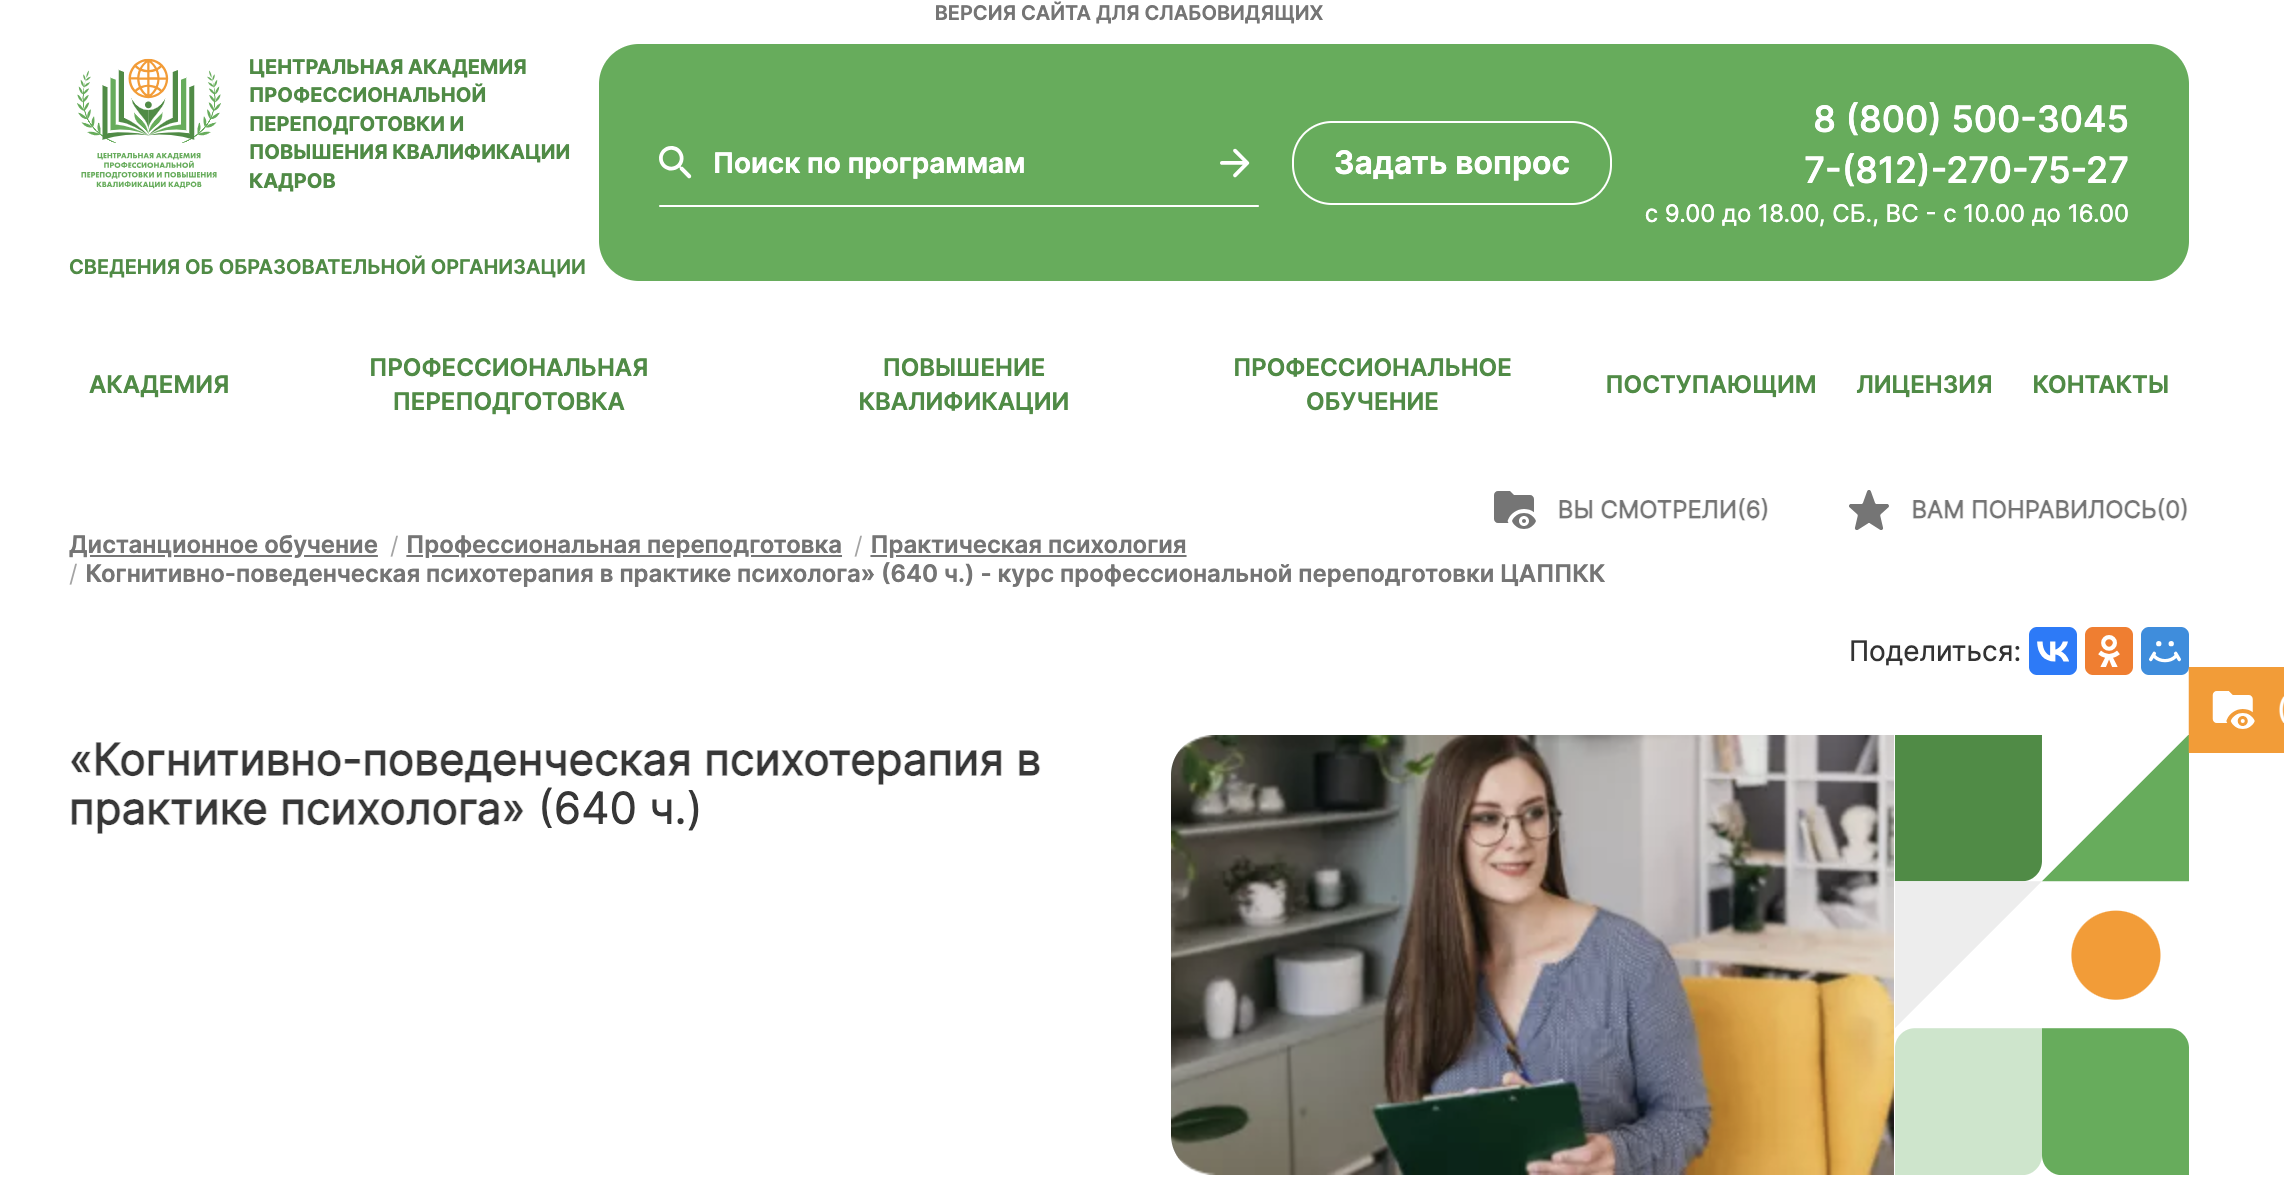 ВЕРСИЯ САЙТА ДЛЯ СЛАБОВИДЯЩИХ
ЦЕНТРАЛЬНАЯ АКАДЕМИЯ
ПРОФЕССИОНАЛЬНОЙ
ПЕРЕПОДГОТОВКИ И ПОВЫШЕНИЯ
КВАЛИФИКАЦИИ КАДРОВ
ЦЕНТРАЛЬНАЯ АКАДЕМИЯ
ПРОФЕССИОНАЛЬНОЙ
ПЕРЕПОДГОТОВКИ И
ПОВЫШЕНИЯ КВАЛИФИКАЦИИ
КАДРОВ
СВЕДЕНИЯ ОБ ОБРАЗОВАТЕЛЬНОЙ ОРГАНИЗАЦИИ
Поиск по программам
Задать вопрос
8 (800) 500-3045
7-(812)-270-75-27
с 9.00 до 18.00, СБ., ВС - с 10.00 до 16.00
АКАДЕМИЯ
ПРОФЕССИОНАЛЬНАЯ
ПЕРЕПОДГОТОВКА
ПОВЫШЕНИЕ
КВАЛИФИКАЦИИ
ПРОФЕССИОНАЛЬНОЕ
ОБУЧЕНИЕ
ПОСТУПАЮЩИМ
ЛИЦЕНЗИЯ
КОНТАКТЫ
ВЫ СМОТРЕЛИ(6)
ВАМ ПОНРАВИЛОСЬ(0)
Дистанционное обучение / Профессиональная переподготовка / Практическая психология
/ Когнитивно-поведенческая психотерапия в практике психолога» (640 ч.) - курс профессиональной переподготовки ЦАППКК
Поделиться:
«Когнитивно-поведенческая психотерапия в
практике психолога» (640 ч.)